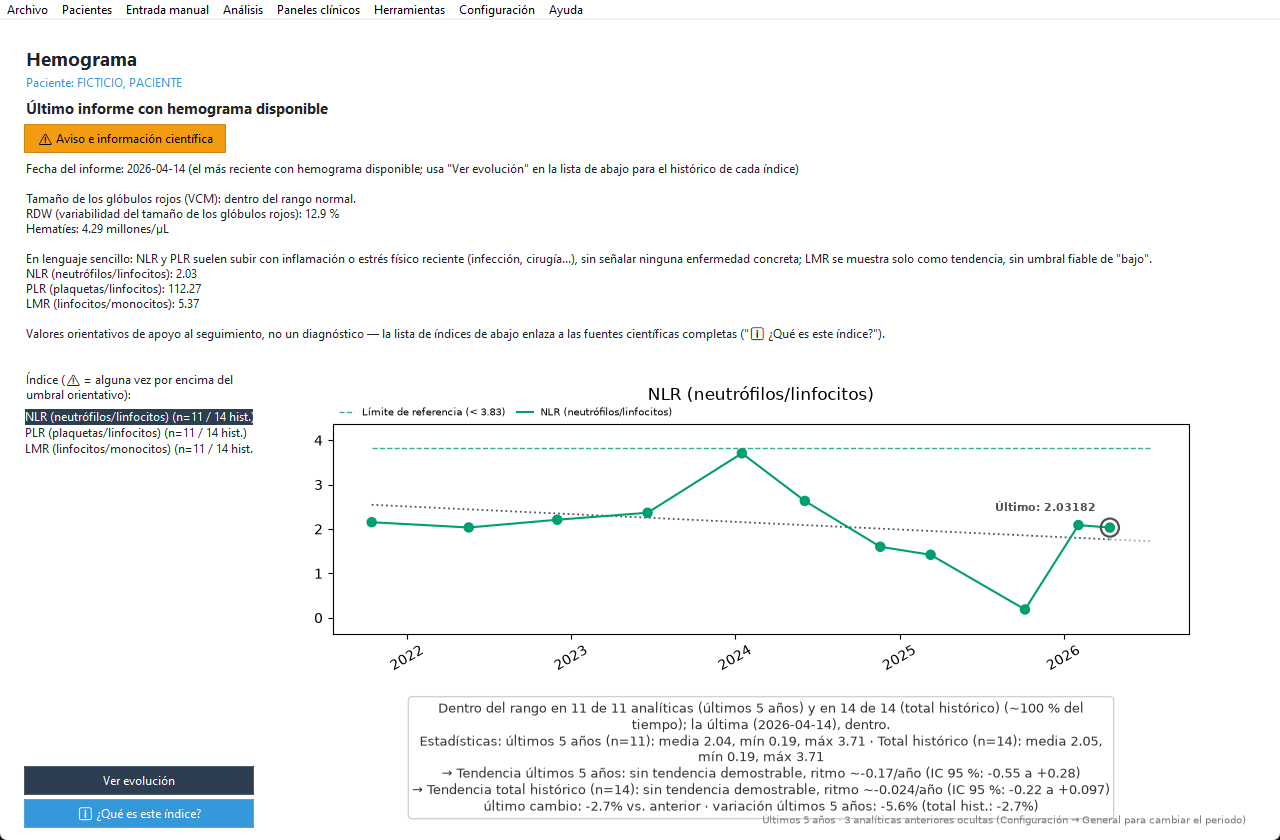 Archivo Pacientes Entrada manual Análisis Paneles clínicos Herramientas Configuración Ayuda
Hemograma
Paciente: FICTICIO, PACIENTE
Último informe con hemograma disponible
⚠ Aviso e información científica
Fecha del informe: 2026-04-14 (el más reciente con hemograma disponible; usa "Ver evolución" en la lista de abajo para el histórico de cada índice)
Tamaño de los glóbulos rojos (VCM): dentro del rango normal.
RDW (variabilidad del tamaño de los glóbulos rojos): 12.9 %
Hematíes: 4.29 millones/µL
En lenguaje sencillo: NLR y PLR suelen subir con inflamación o estrés físico reciente (infección, cirugía...), sin señalar ninguna enfermedad concreta; LMR se muestra solo como tendencia, sin umbral fiable de "bajo".
NLR (neutrófilos/linfocitos): 2.03
PLR (plaquetas/linfocitos): 112.27
LMR (linfocitos/monocitos): 5.37
Valores orientativos de apoyo al seguimiento, no un diagnóstico — la lista de índices de abajo enlaza a las fuentes científicas completas ("ℹ ¿Qué es este índice?").
Índice (⚠ = alguna vez por encima del
umbral orientativo):
NLR (neutrófilos/linfocitos) (n=11 / 14 hist.)
PLR (plaquetas/linfocitos) (n=11 / 14 hist.)
LMR (linfocitos/monocitos) (n=11 / 14 hist.
Ver evolución
ℹ ¿Qué es este índice?
NLR (neutrófilos/linfocitos)
Límite de referencia (< 3.83) NLR (neutrófilos/linfocitos)
4
3
2
1
0
Último: 2.03182
2022 2023 2024 2025 2026
Dentro del rango en 11 de 11 analíticas (últimos 5 años) y en 14 de 14 (total histórico) (~100 % del
tiempo); la última (2026-04-14), dentro.
Estadísticas: últimos 5 años (n=11): media 2.04, mín 0.19, máx 3.71 · Total histórico (n=14): media 2.05,
mín 0.19, máx 3.71
→ Tendencia últimos 5 años: sin tendencia demostrable, ritmo ~-0.17/año (IC 95 %: -0.55 a +0.28)
→ Tendencia total histórico (n=14): sin tendencia demostrable, ritmo ~-0.024/año (IC 95 %: -0.22 a +0.097)
último cambio: -2.7% vs. anterior · variación últimos 5 años: -5.6% (total hist.: -2.7%)
Últimos 5 años · 3 analíticas anteriores ocultas (Configuración → General para cambiar el periodo)